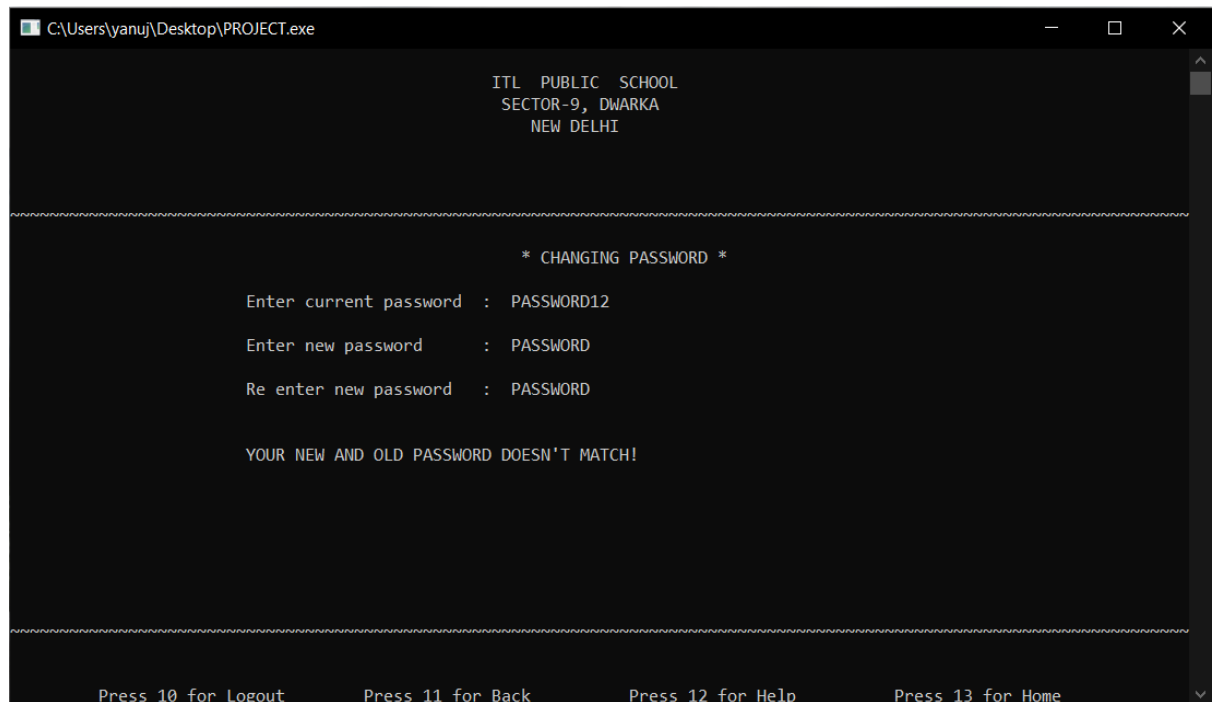 C:\Users\yanuj\Desktop\PROJECT.exe
ITL PUBLIC SCHOOL
SECTOR-9, DWARKA
NEW DELHI
~~~~~~~~~~~~~~~~~~~~~~~~~~~~~~~~~~~~~~~~~~~~~~~~~~~~~~~~~~~~~~~~~~~~~~~~~~~~~~~~~~~~~~~~~~~~~~~~~~~~~~~~~~~~~~~~~~~~~~~~
* CHANGING PASSWORD *
Enter current password : PASSWORD12
Enter new password : PASSWORD
Re enter new password : PASSWORD
YOUR NEW AND OLD PASSWORD DOESN'T MATCH!
~~~~~~~~~~~~~~~~~~~~~~~~~~~~~~~~~~~~~~~~~~~~~~~~~~~~~~~~~~~~~~~~~~~~~~~~~~~~~~~~~~~~~~~~~~~~~~~~~~~~~~~~~~~~~~~~~~~~~~~~
Press 10 for Logout Press 11 for Back Press 12 for Help Press 13 for Home